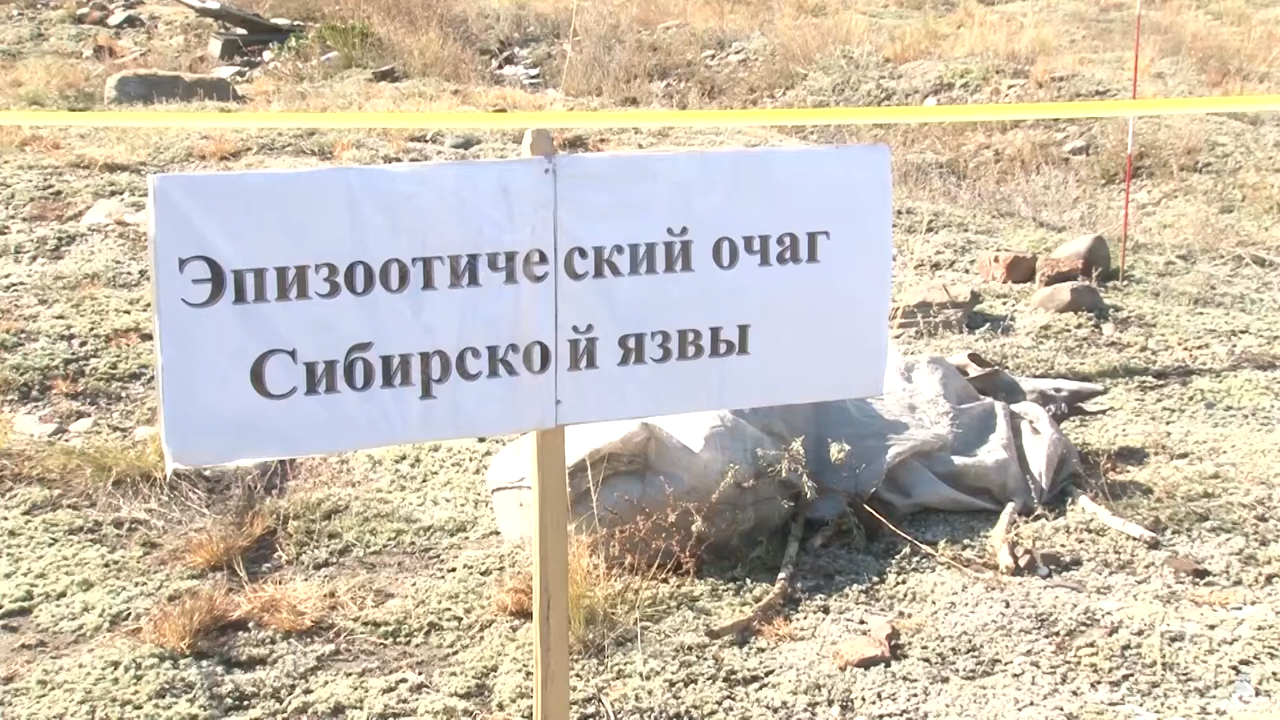 Эпизоотический очаг
Сибирской язвы